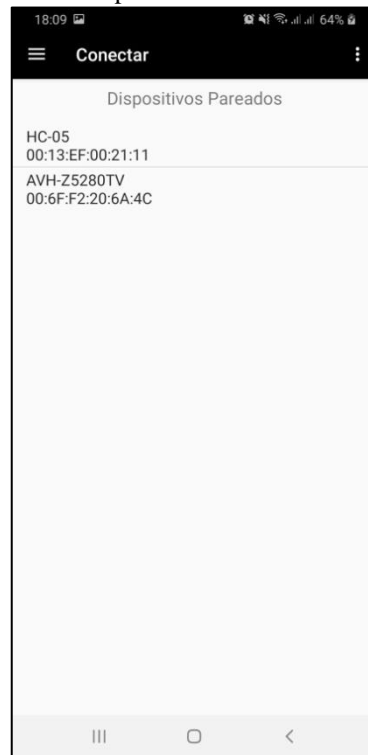 18:09 64%
Conectar
Dispositivos Pareados
HC-05
00:13:EF:00:21:11
AVH-Z5280TV
00:6F:F2:20:6A:4C